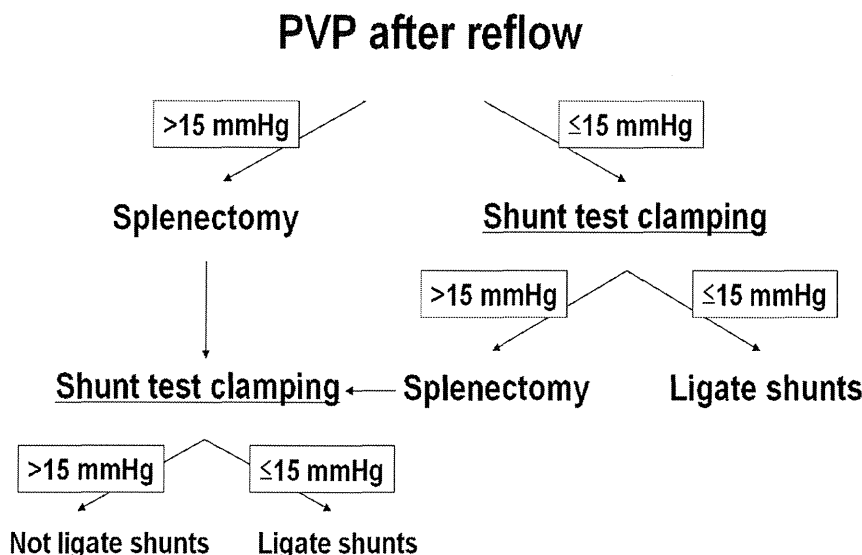 PVP after reflow
>15 mmHg
≤15 mmHg
Splenectomy
Shunt test clamping
>15 mmHg
≤15 mmHg
Shunt test clamping
Splenectomy
Ligate shunts
>15 mmHg
≤15 mmHg
Not ligate shunts
Ligate shunts